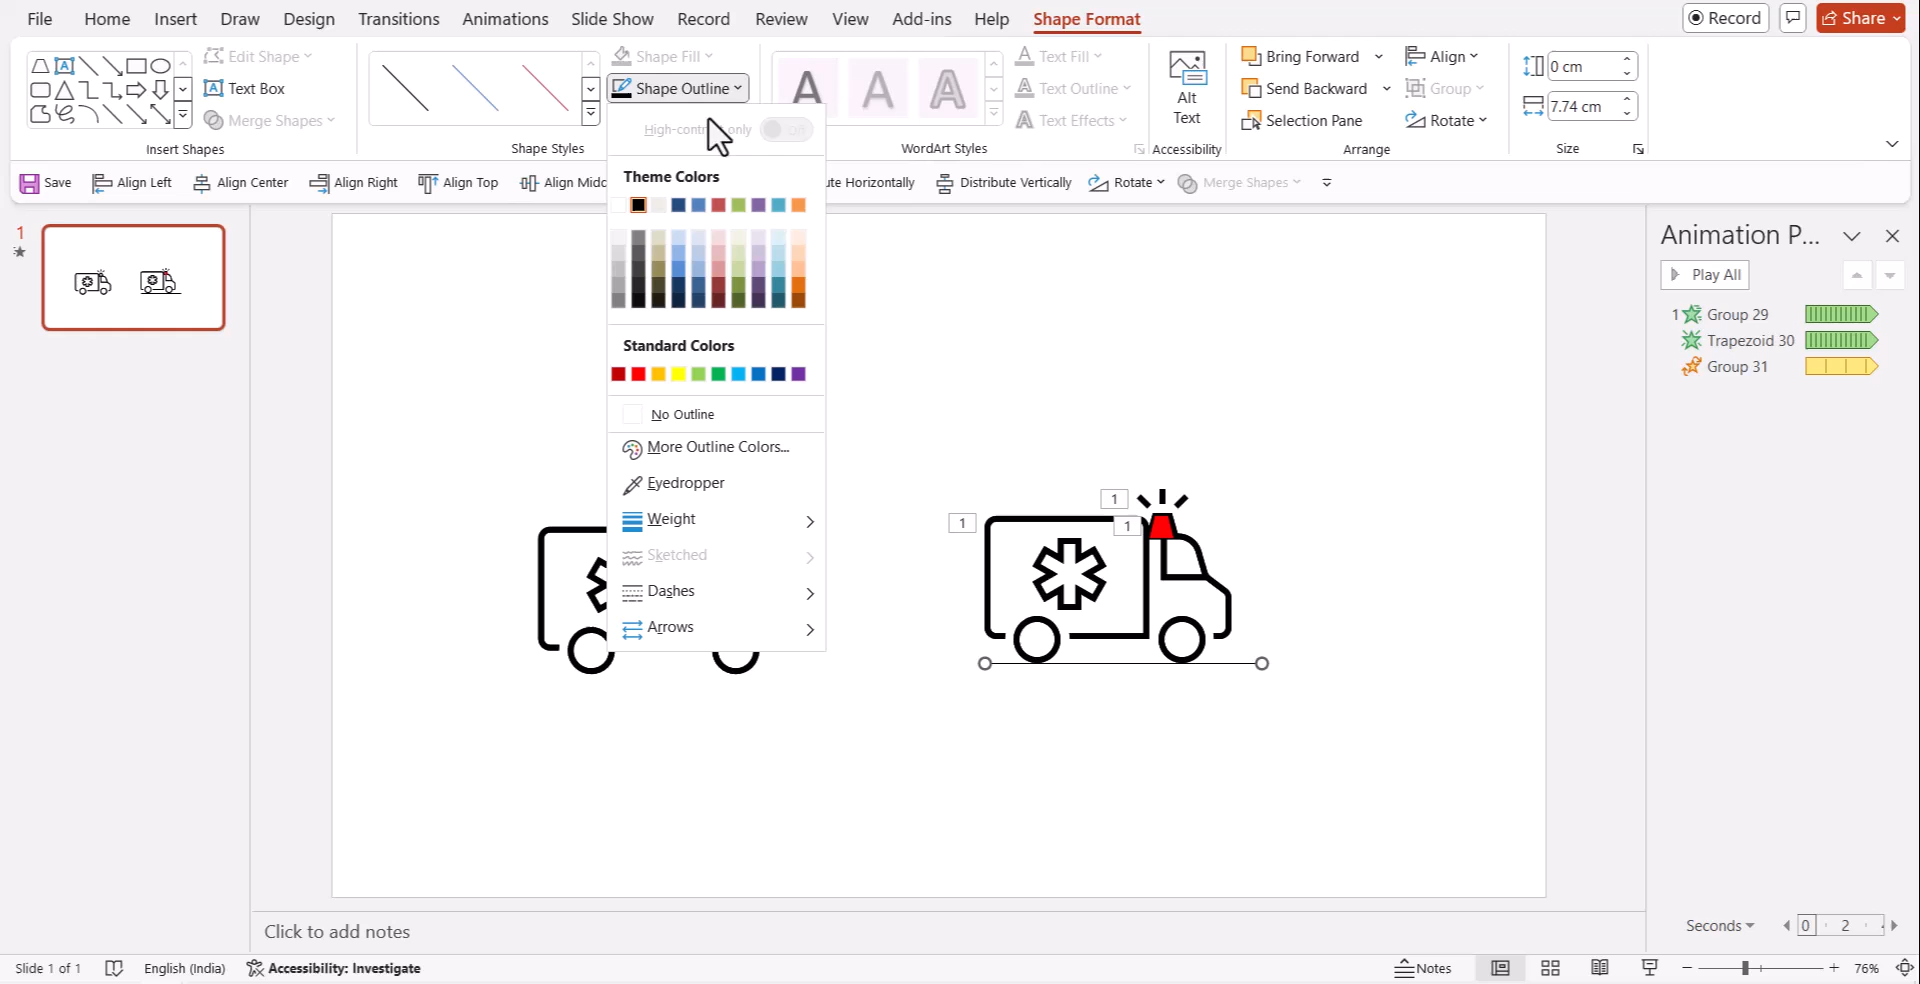 File Home Insert Draw Design Transitions Animations Slide Show Record Review View Add-ins Help Shape Format Record Share
Edit Shape
Text Box
Merge Shapes
Insert Shapes
Shape Styles
Shape Fill
Shape Outline
A A A
WordArt Styles
Text Fill
Text Outline
Text Effects
Alt
Text
Accessibility
Bring Forward
Send Backward
Selection Pane
Align
Group
Rotate
Arrange
0 cm
7.74 cm
Size
Save Align Left Align Center Align Right Align Top Align Horizontally Distribute Vertically Rotate Merge Shapes
only Off
Theme Colors
Standard Colors
No Outline
More Outline Colors...
Eyedropper
Weight
Sketched
Dashes
Arrows
1
1
1
1
Animation P...
Play All
1 Group 29
Trapezoid 30
Group 31
Seconds 0 2
Click to add notes
Slide 1 of 1 English (India) Accessibility: Investigate Notes 76%